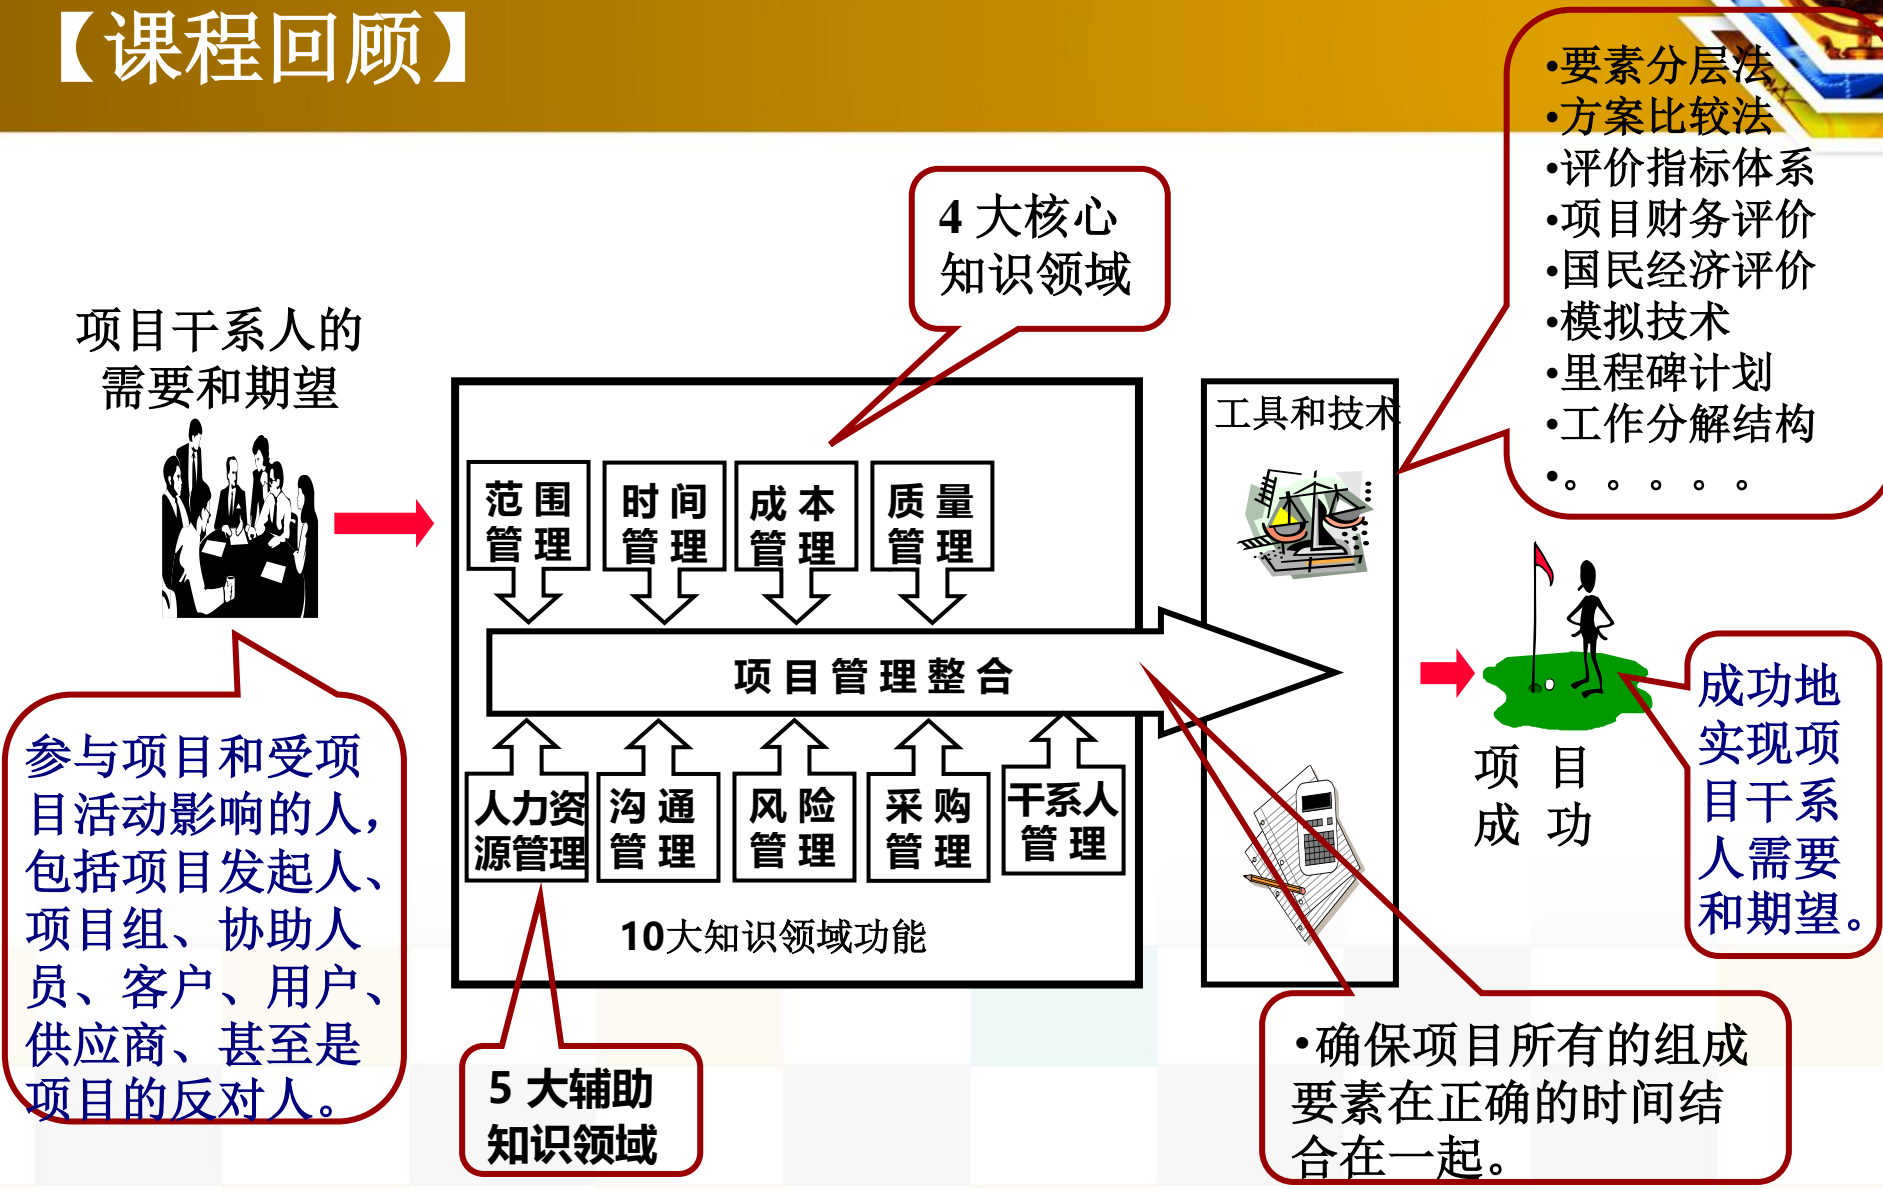 【课程回顾】
•要素分层法
•方案比较法
•评价指标体系
•项目财务评价
•国民经济评价
•模拟技术
•里程碑计划
•工作分解结构
•。。。。。
4 大核心
知识领域
项目干系人的
需要和期望
工具和技术
范 围
管 理
时 间
管 理
成 本
管 理
质 量
管 理
项 目 管 理 整 合
人力资
源管理
沟 通
管 理
风 险
管 理
采 购
管 理
干系人
管 理
10大知识领域功能
项 目
成 功
成功地
实现项
目干系
人需要
和期望。
参与项目和受项
目活动影响的人，
包括项目发起人、
项目组、协助人
员、客户、用户、
供应商、甚至是
项目的反对人。
5 大辅助
知识领域
•确保项目所有的组成
要素在正确的时间结
合在一起。